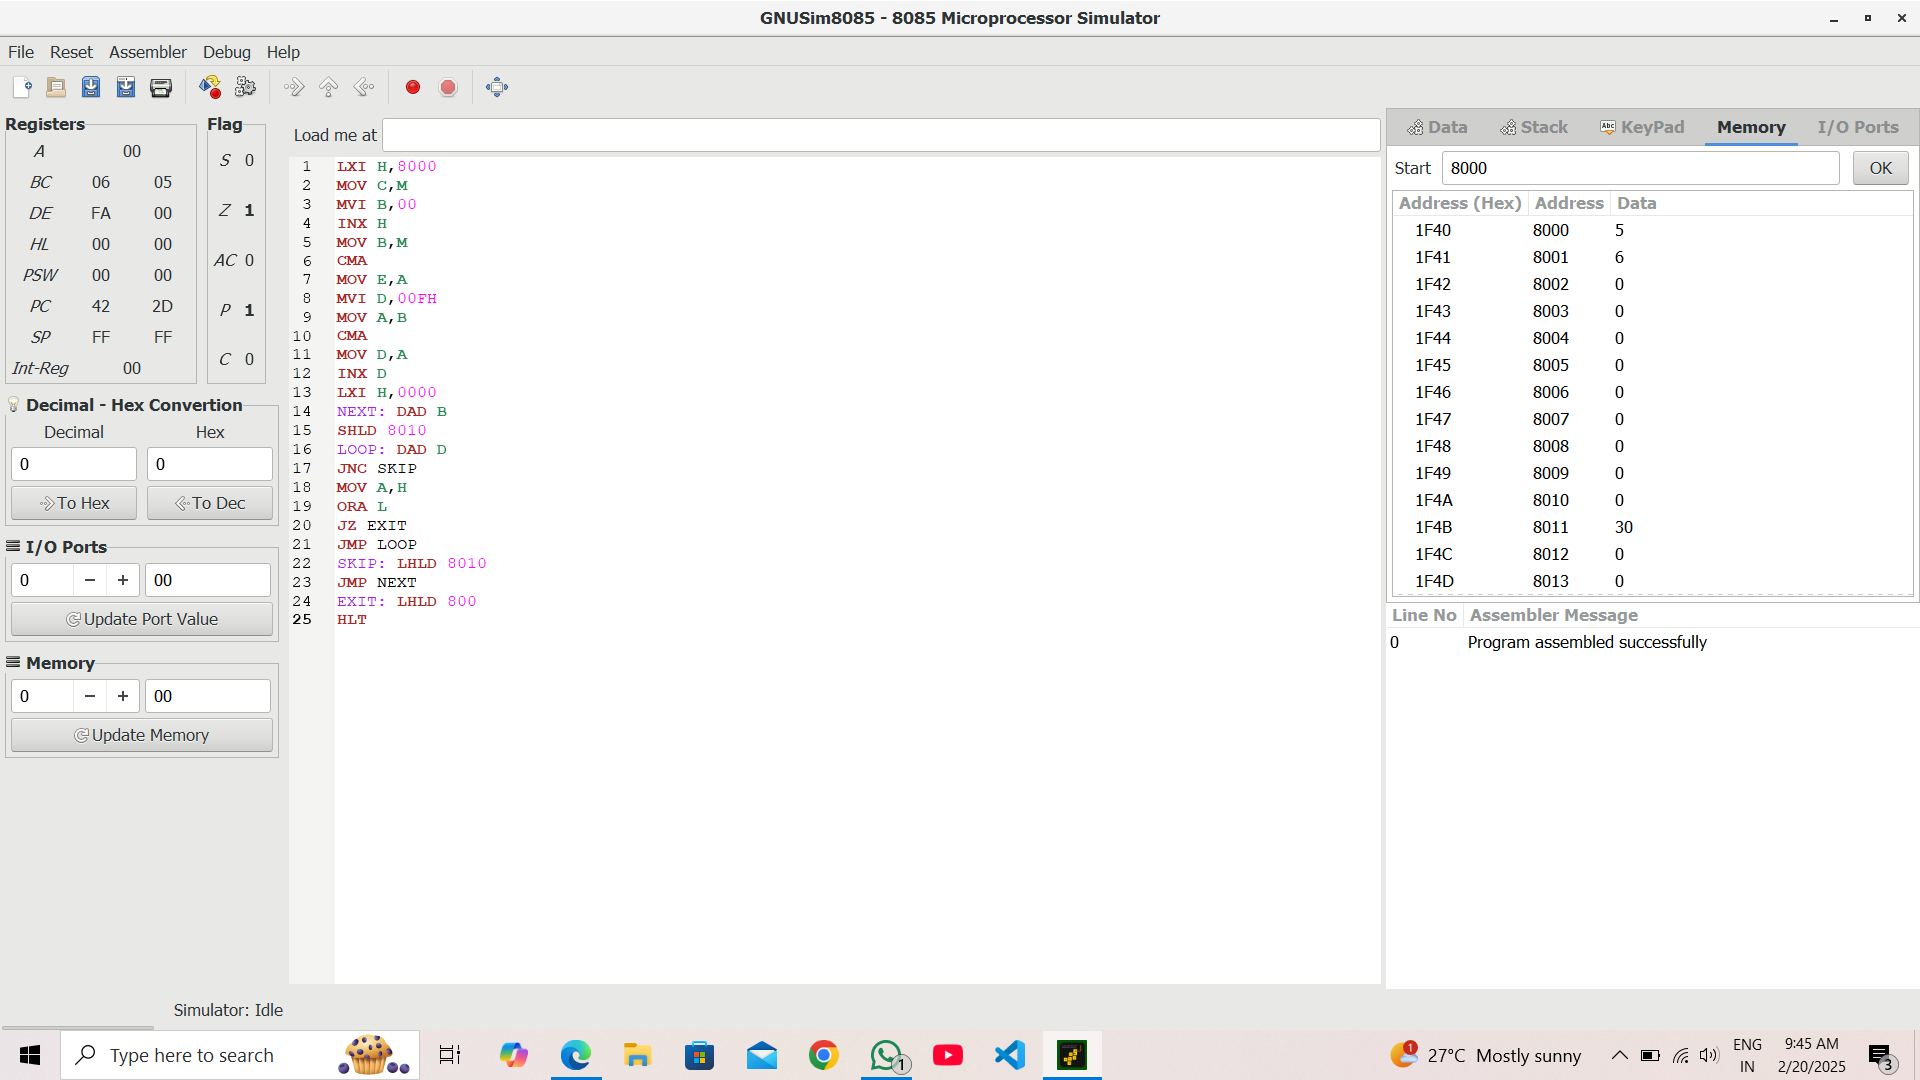 GNUSim8085 - 8085 Microprocessor Simulator
File Reset Assembler Debug Help
Registers
A 00
BC 06 05
DE FA 00
HL 00 00
PSW 00 00
PC 42 2D
SP FF FF
Int-Reg 00
Flag
S 0
Z 1
AC 0
P 1
C 0
Decimal - Hex Convertion
Decimal Hex
0 0
To Hex To Dec
I/O Ports
0 − + 00
Update Port Value
Memory
0 − + 00
Update Memory
Load me at
1 LXI H,8000
2 MOV C,M
3 MVI B,00
4 INX H
5 MOV B,M
6 CMA
7 MOV E,A
8 MVI D,00FH
9 MOV A,B
10 CMA
11 MOV D,A
12 INX D
13 LXI H,0000
14 NEXT: DAD B
15 SHLD 8010
16 LOOP: DAD D
17 JNC SKIP
18 MOV A,H
19 ORA L
20 JZ EXIT
21 JMP LOOP
22 SKIP: LHLD 8010
23 JMP NEXT
24 EXIT: LHLD 800
25 HLT
Data Stack Abc KeyPad Memory I/O Ports
Start 8000 OK
Address (Hex) Address Data
1F40 8000 5
1F41 8001 6
1F42 8002 0
1F43 8003 0
1F44 8004 0
1F45 8005 0
1F46 8006 0
1F47 8007 0
1F48 8008 0
1F49 8009 0
1F4A 8010 0
1F4B 8011 30
1F4C 8012 0
1F4D 8013 0
Line No Assembler Message
0 Program assembled successfully
Simulator: Idle
Type here to search
1
1
27°C Mostly sunny
ENG
IN
9:45 AM
2/20/2025
3